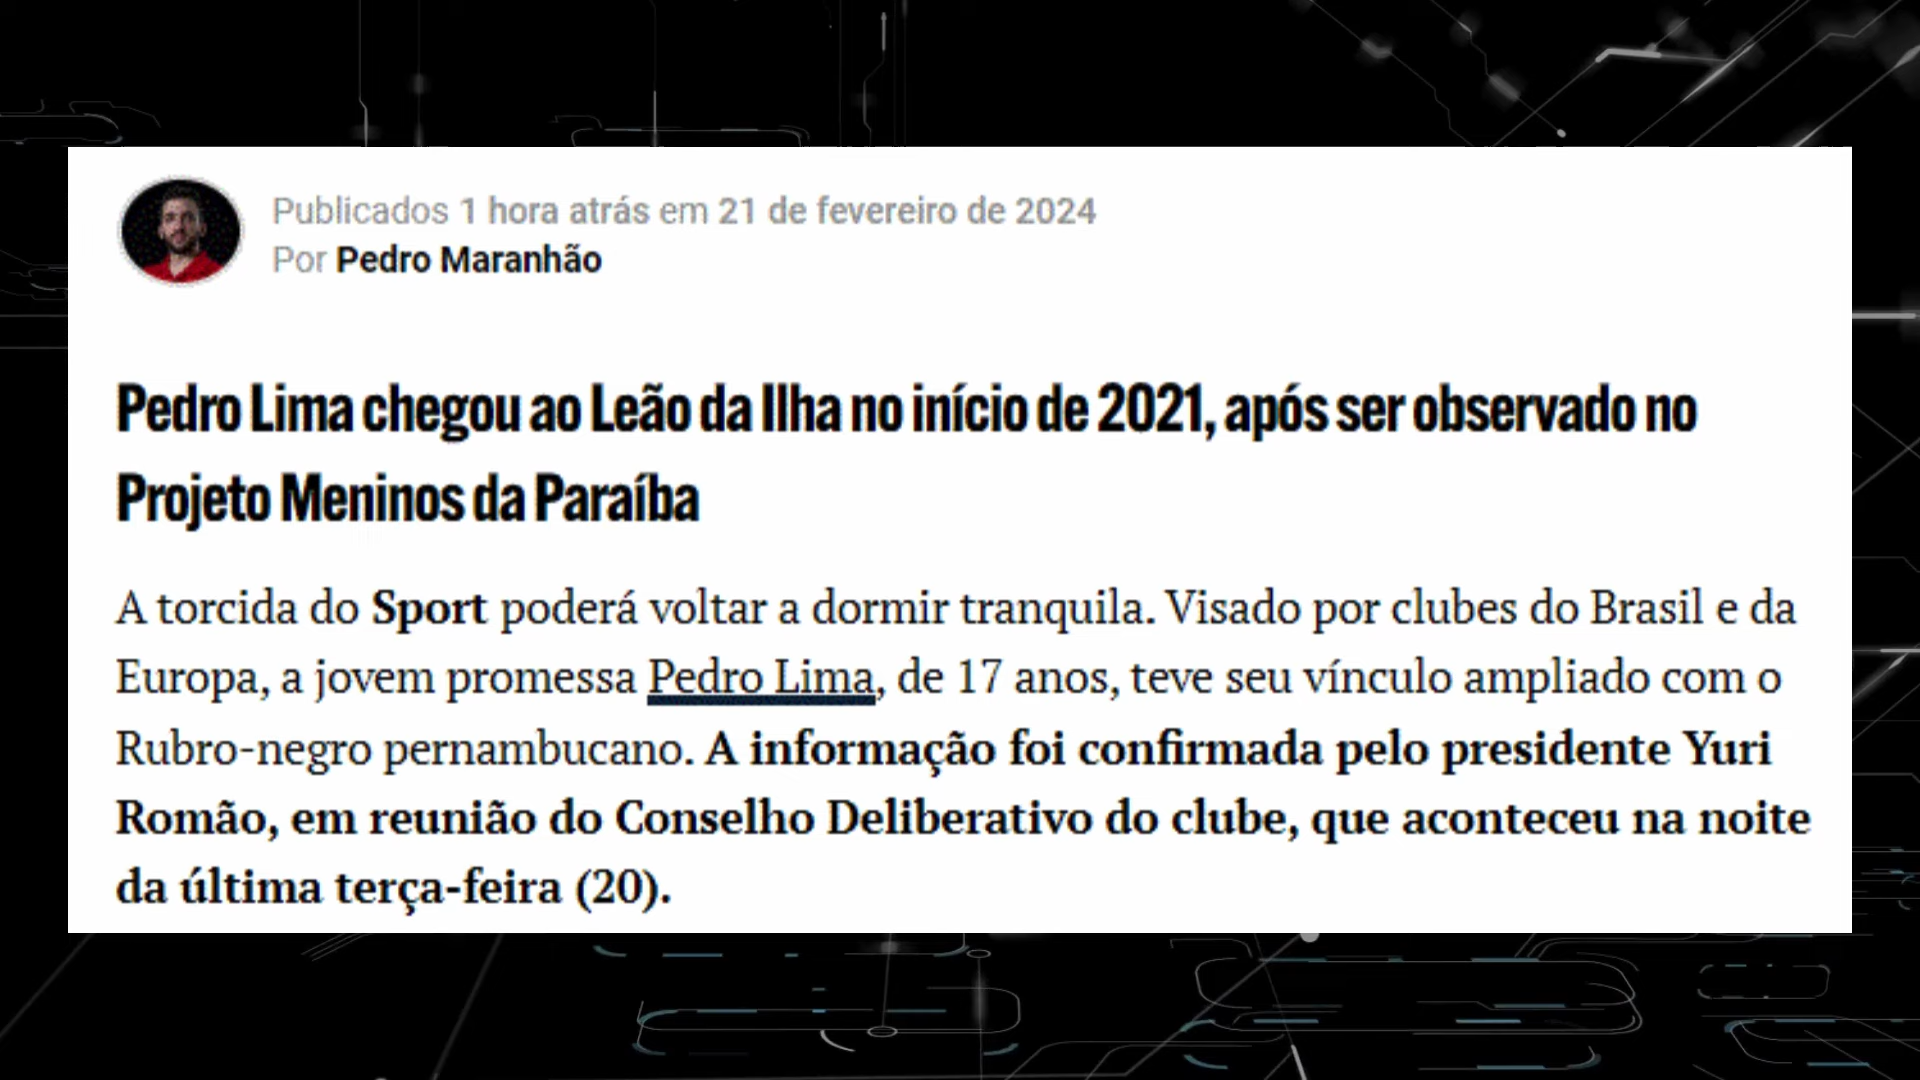 Publicados 1 hora atrás em 21 de fevereiro de 2024
Por Pedro Maranhão
Pedro Lima chegou ao Leão da Ilha no início de 2021, após ser observado no
Projeto Meninos da Paraíba
A torcida do Sport poderá voltar a dormir tranquila. Visado por clubes do Brasil e da
Europa, a jovem promessa Pedro Lima, de 17 anos, teve seu vínculo ampliado com o
Rubro-negro pernambucano. A informação foi confirmada pelo presidente Yuri
Romão, em reunião do Conselho Deliberativo do clube, que aconteceu na noite
da última terça-feira (20).